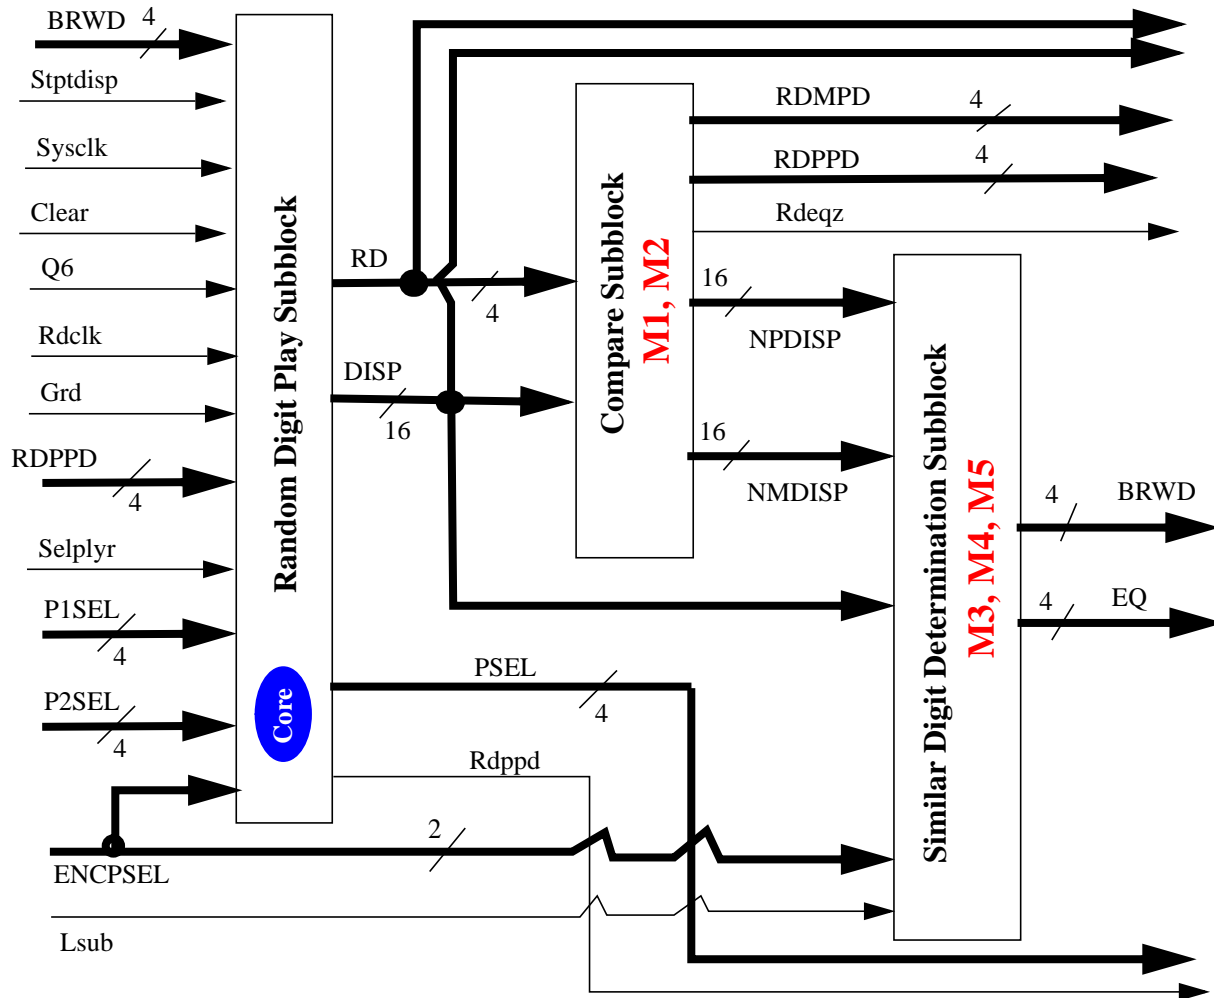 BRWD
4
Stptdisp
Sysclk
Clear
Q6
Rdclk
Grd
RDPPD
4
Selplyr
P1SEL
4
P2SEL
4
ENCPSEL
Lsub
Random Digit Play Subblock
Core
RD
4
DISP
16
PSEL
4
Rdppd
2
Compare Subblock
M1, M2
RDMPD
4
RDPPD
4
Rdeqz
16
NPDISP
16
NMDISP
Similar Digit Determination Subblock
M3, M4, M5
4
BRWD
4
EQ